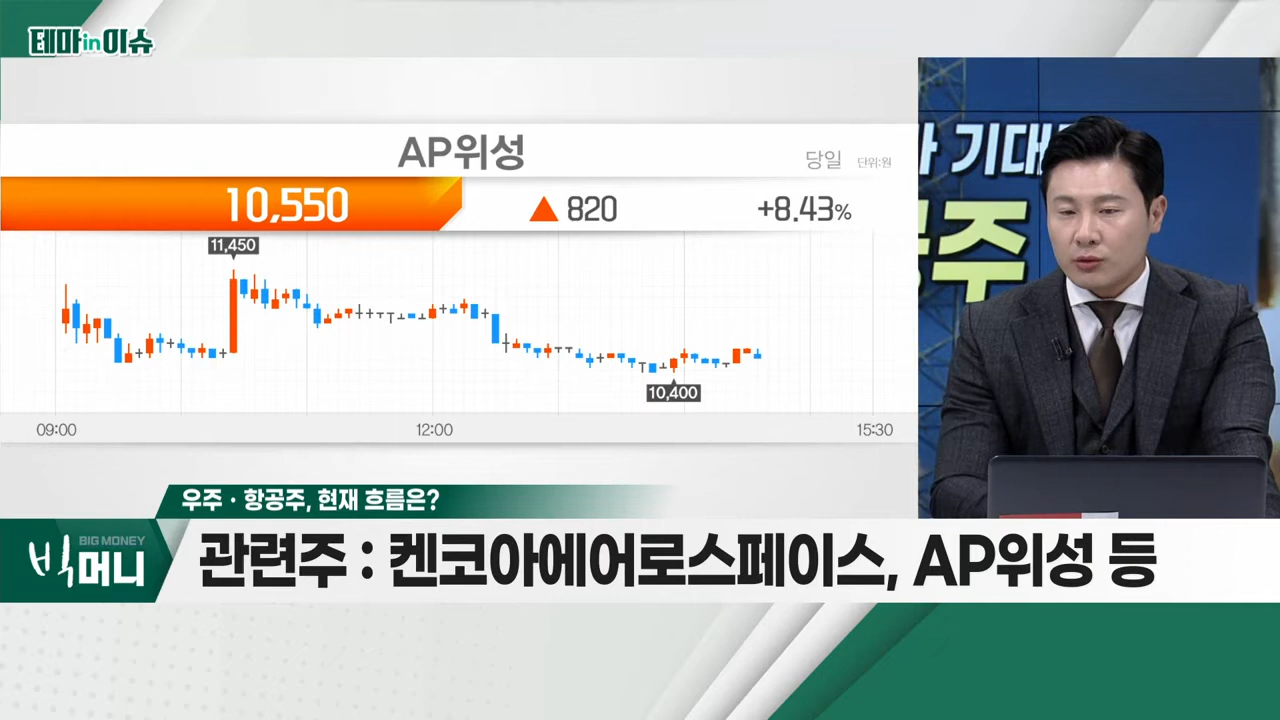 테마in이슈
AP위성
당일 단위:원
10,550 ▲ 820 +8.43%
11,450
10,400
09:00 12:00 15:30
기대
주
우주·항공주, 현재 흐름은?
BIG MONEY
빅머니
관련주 : 켄코아에어로스페이스, AP위성 등